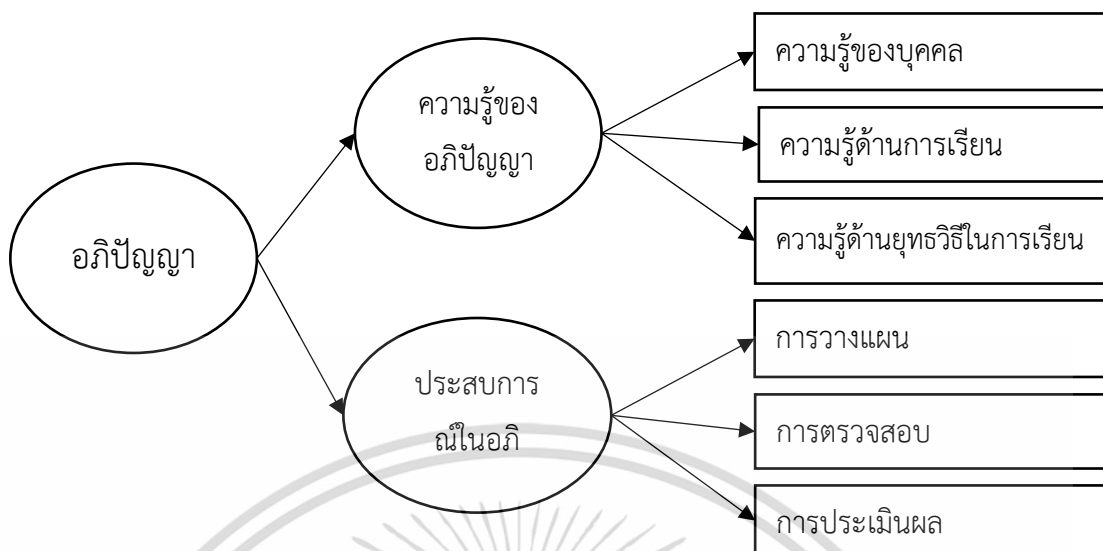 อภิปัญญา
ความรู้ของ
อภิปัญญา
ความรู้ของบุคคล
ความรู้ด้านการเรียน
ความรู้ด้านยุทธวิธีในการเรียน
ประสบการ
ณ์ในอภิ
การวางแผน
การตรวจสอบ
การประเมินผล